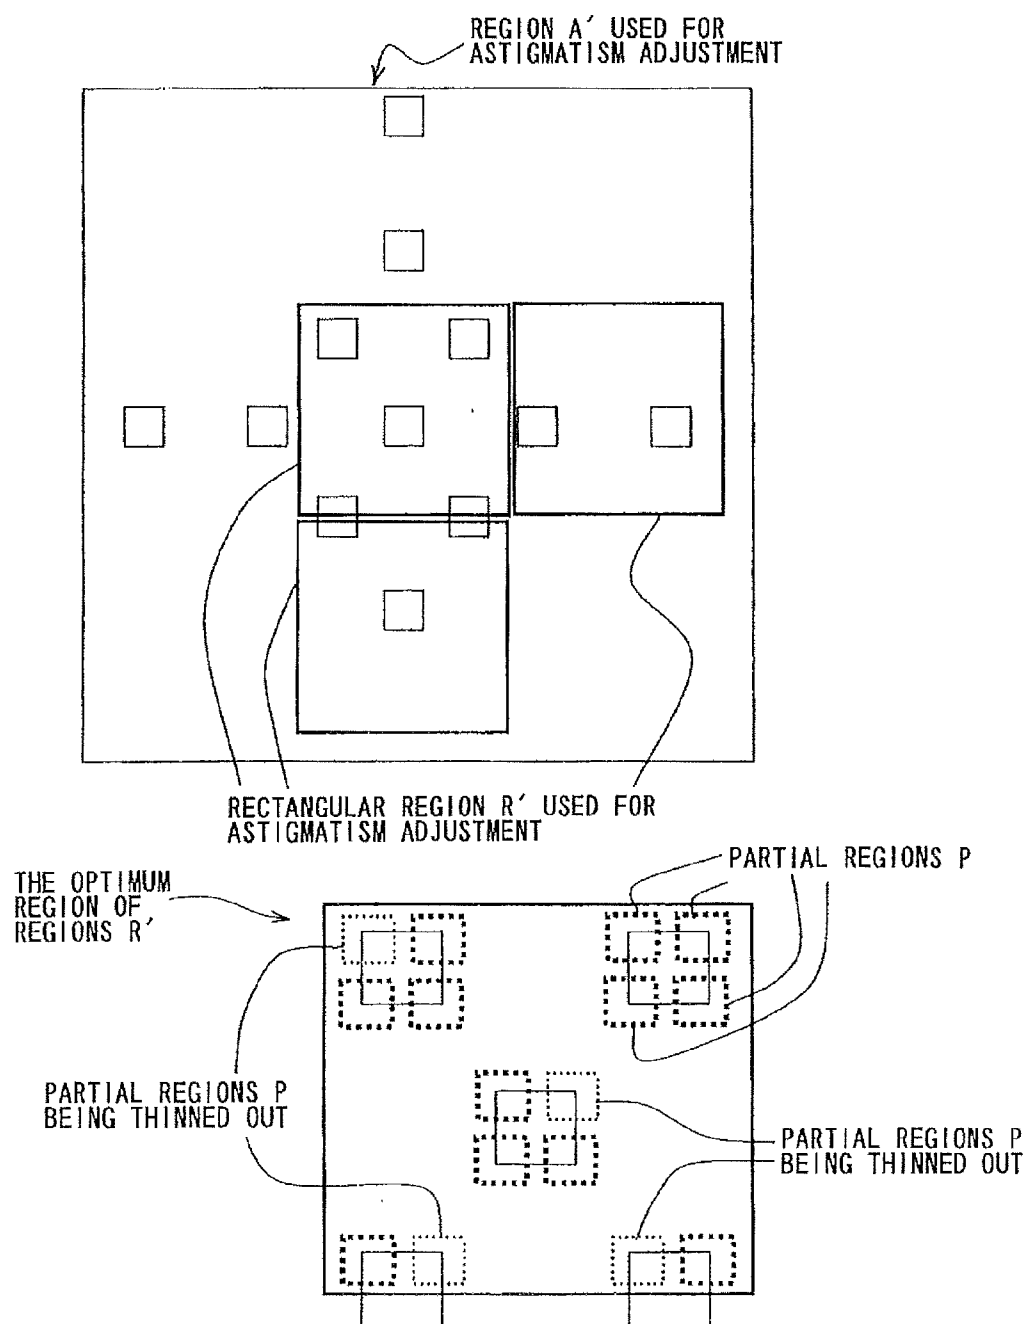 REGION A′ USED FOR
ASTIGMATISM ADJUSTMENT
RECTANGULAR REGION R′ USED FOR
ASTIGMATISM ADJUSTMENT
PARTIAL REGIONS P
THE OPTIMUM
REGION OF
REGIONS R′
PARTIAL REGIONS P
BEING THINNED OUT
PARTIAL REGIONS P
BEING THINNED OUT